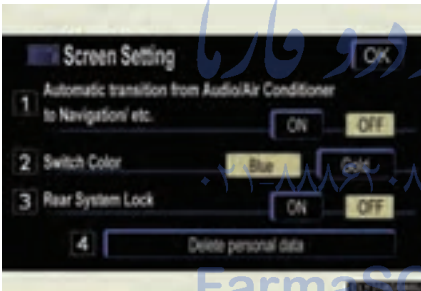 Screen Setting
OK
1 Automatic transition from Audio/Air Conditioner
to Navigation/ etc.
ON OFF
2 Switch Color Blue Gold
3 Rear System Lock ON OFF
4 Delete personal data